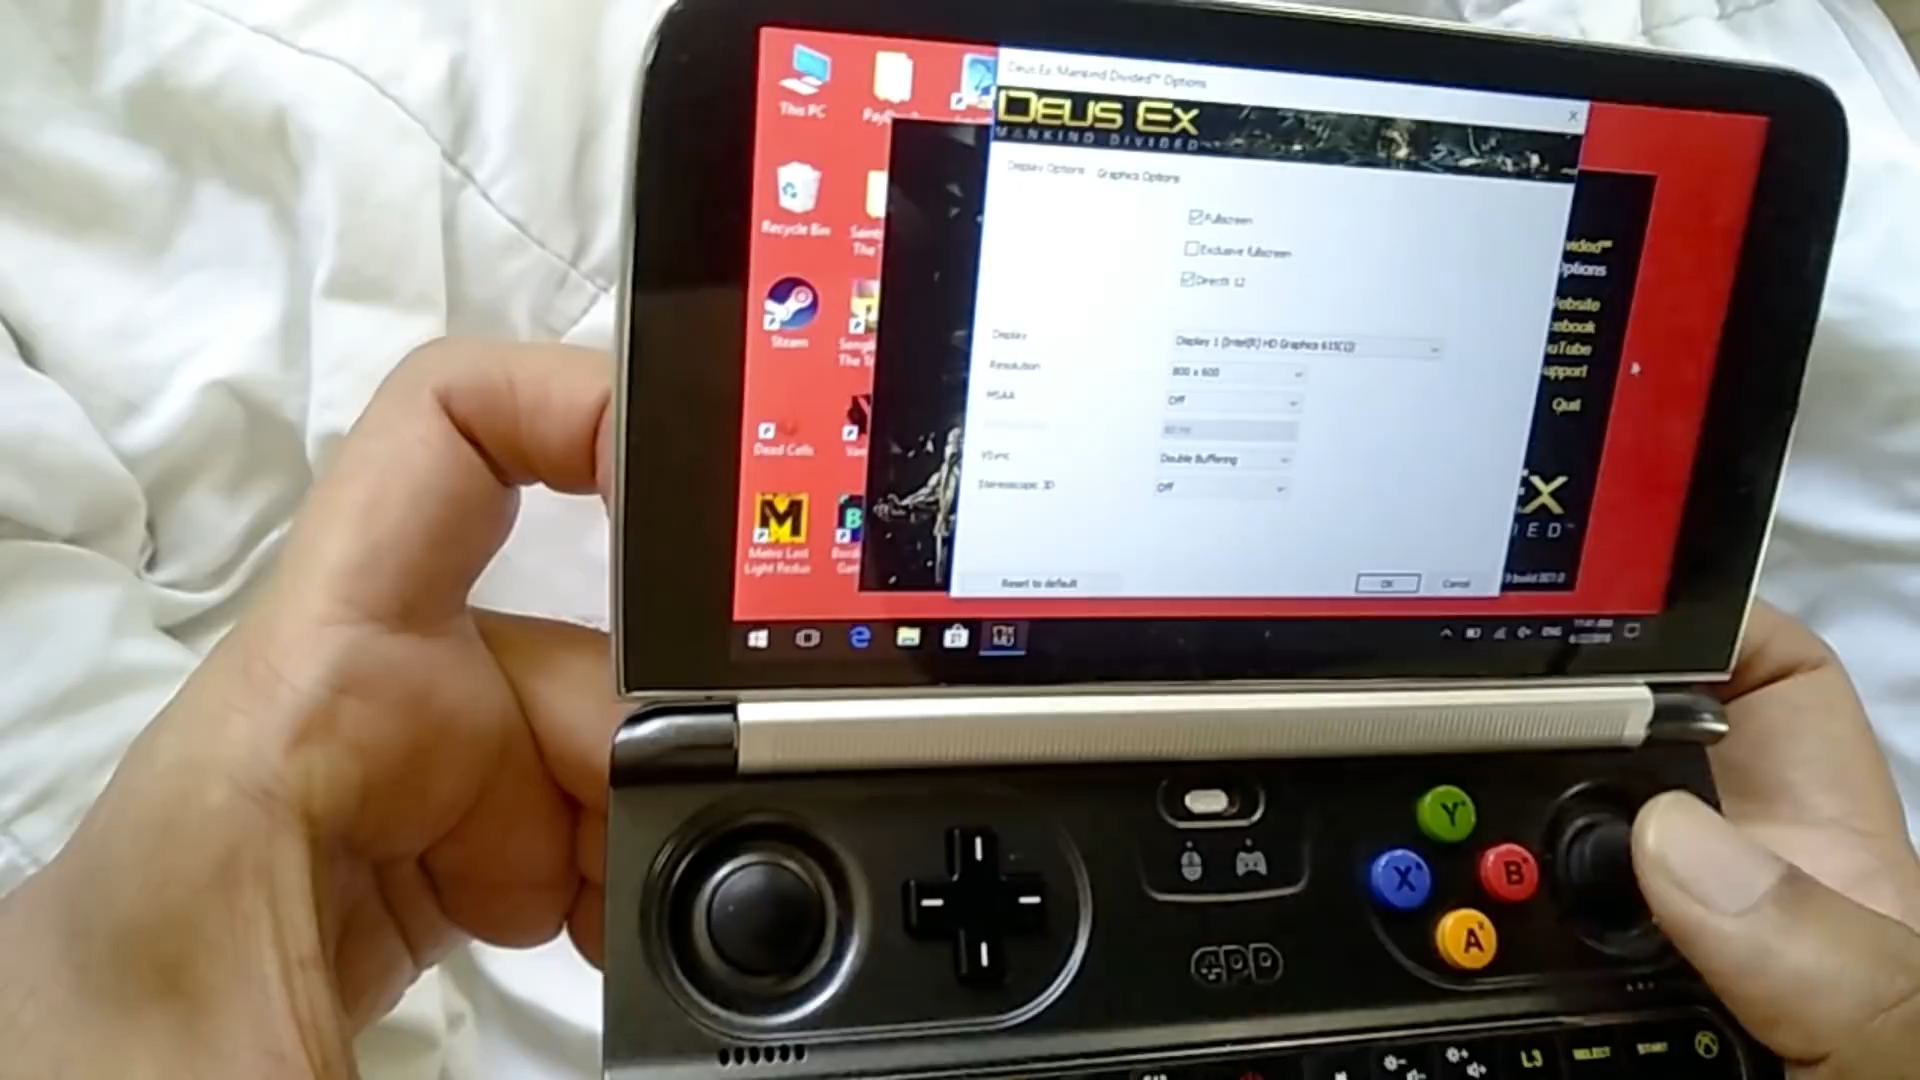 This PC
Recycle Bin
Steam
Dead Cells
Metro Last
Light Redux
The
The
Deus Ex: Mankind Divided™ Options
DEUS EX
MANKIND DIVIDED
Display Options Graphics Options
Fullscreen
Exclusive fullscreen
DirectX 12
Display Display 1 (Intel(R) HD Graphics 615(1))
Resolution 800 x 600
MSAA Off
VSync Double Buffering
Stereoscopic 3D Off
Reset to default OK Cancel
Quit
ENG
Y
X B
A
GPD
L3 SELECT START